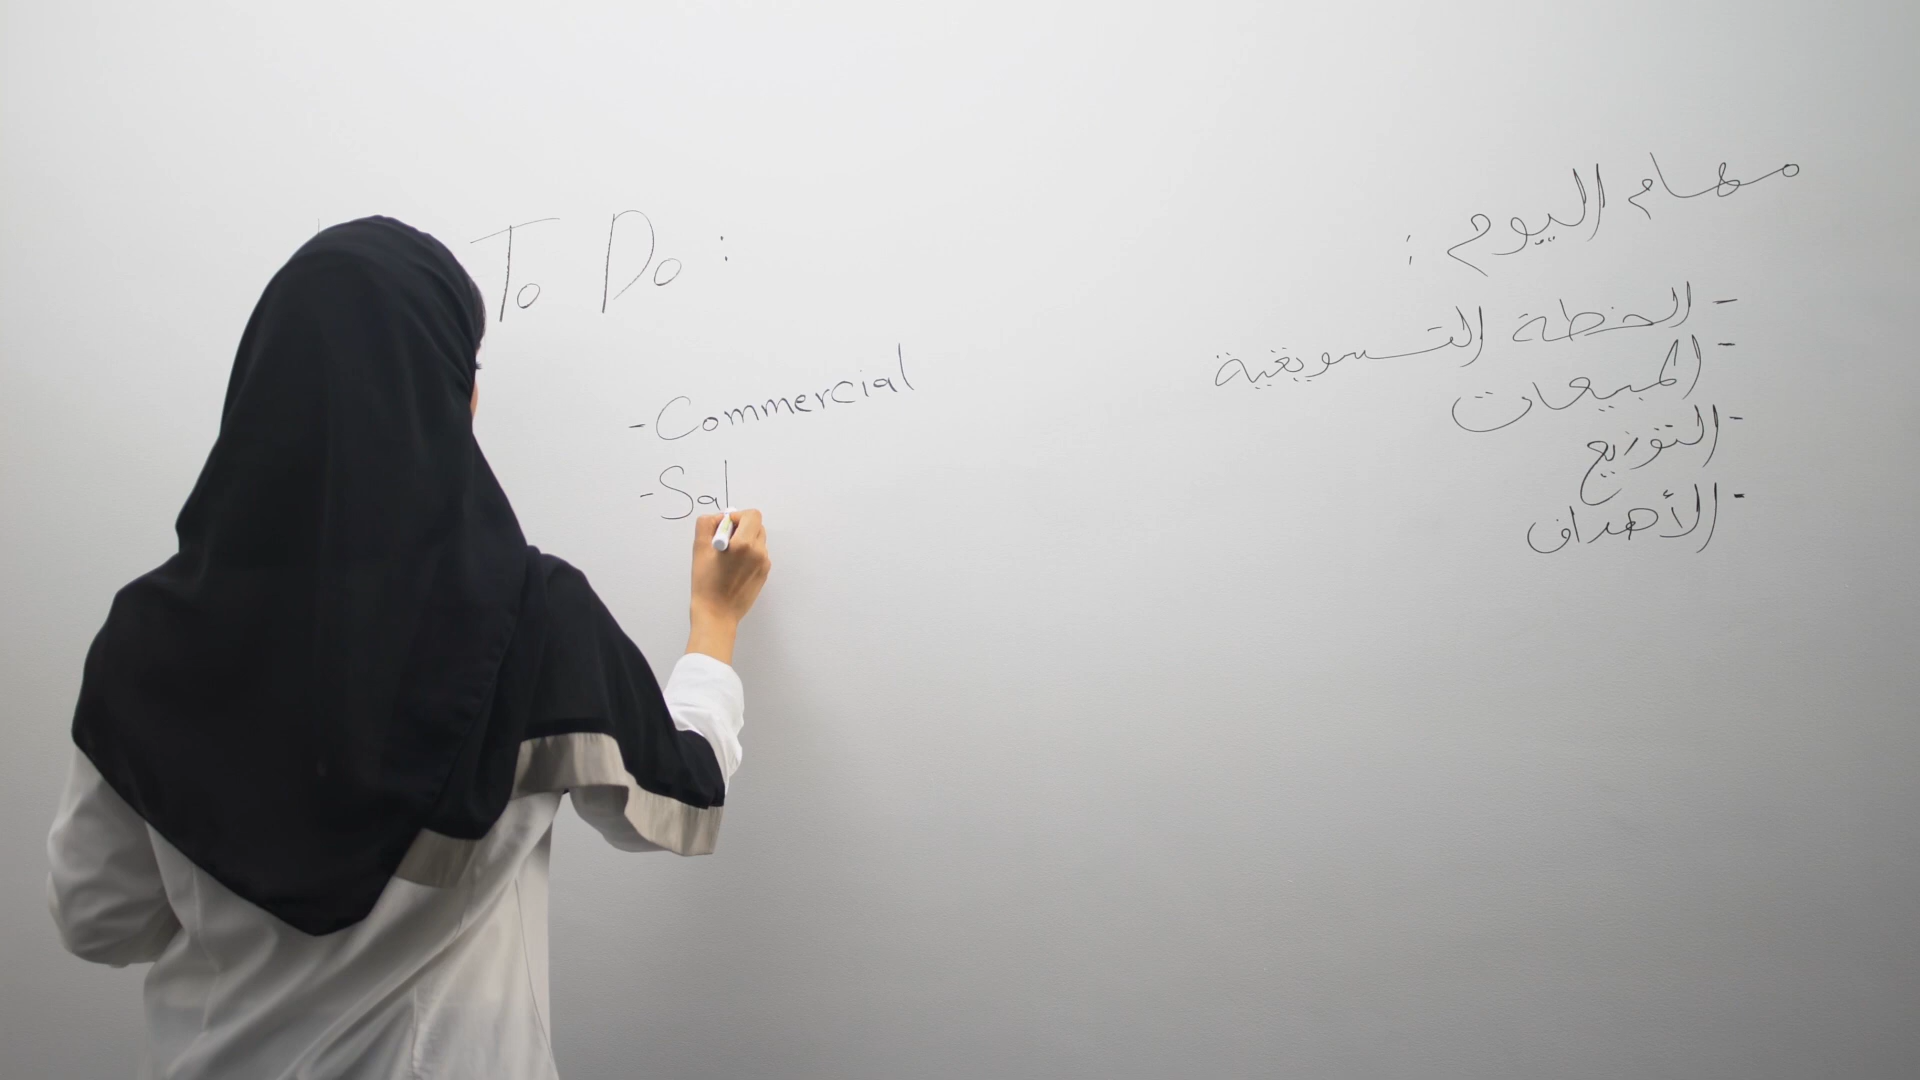 To Do :
- Commercial
- Sal
مهام اليوم :
- الخطة التسويقية
- المبيعات
- التوزيع
- الأهداف